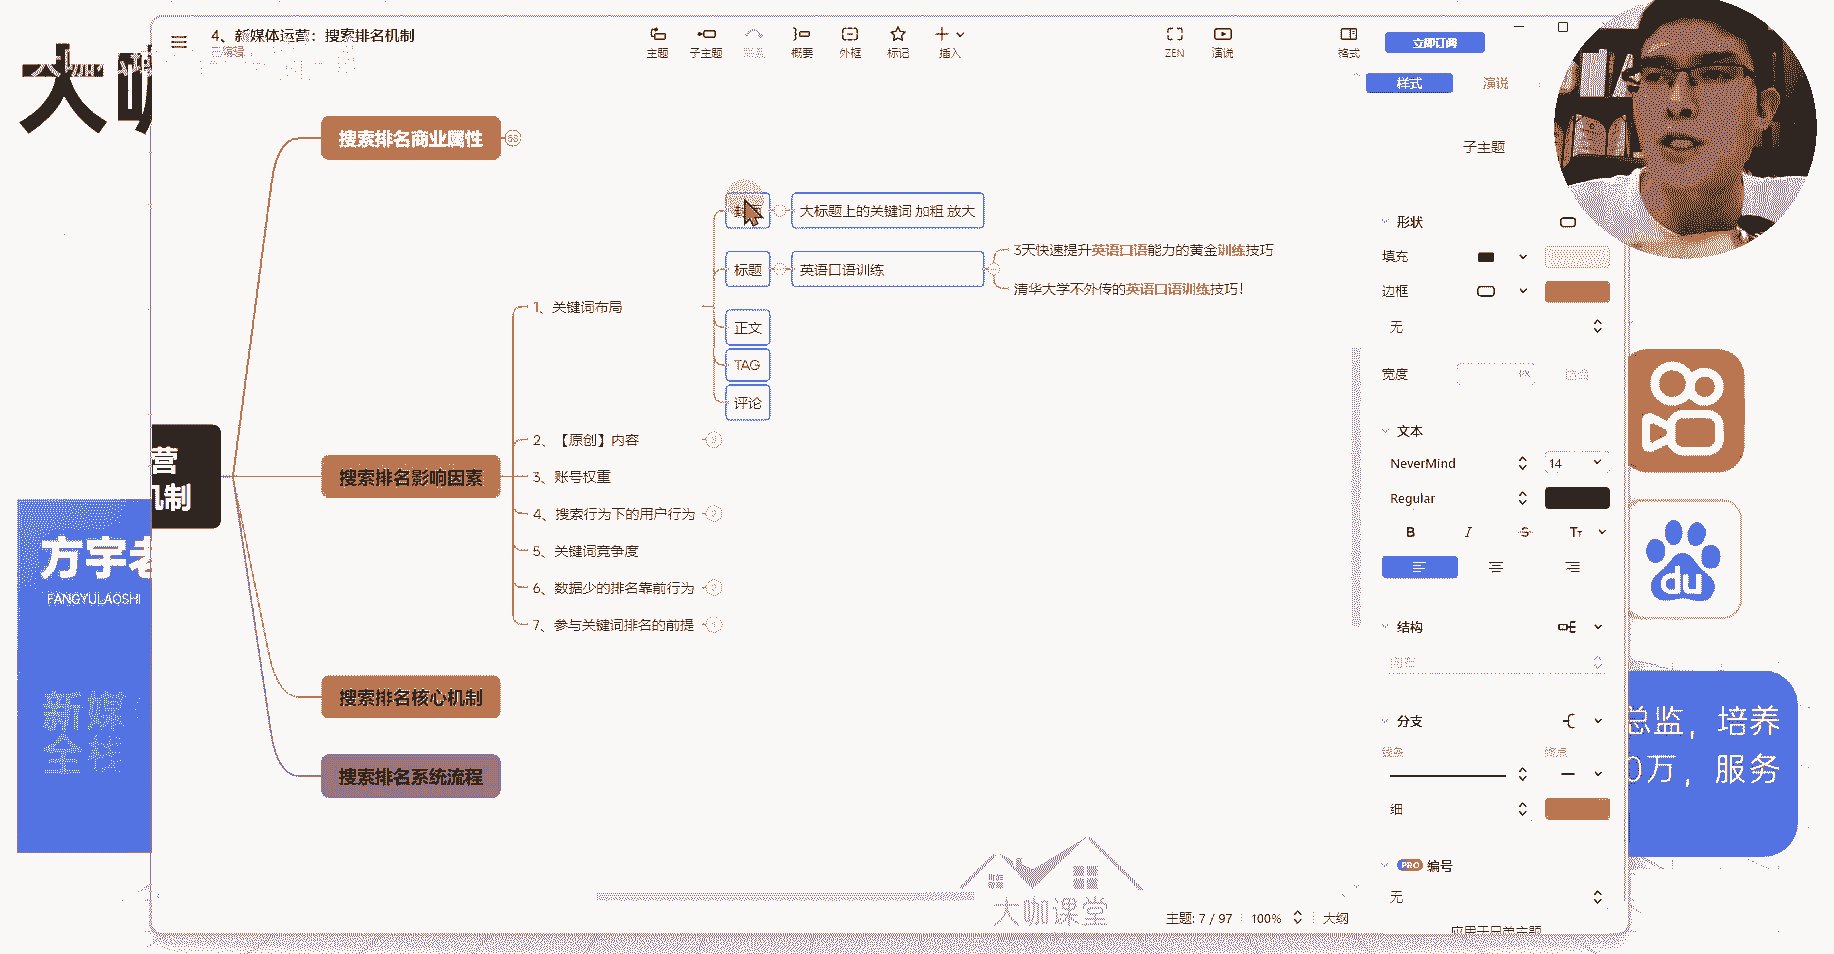 大咖
4、新媒体运营：搜索排名机制
已编辑
主题
子主题
概要
外框
标记
插入
ZEN
演说
格式
立即订阅
样式
演说
子主题
搜索排名商业属性
58
大标题上的关键词 加粗 放大
标题
英语口语训练
3天快速提升英语口语能力的黄金训练技巧
清华大学不外传的英语口语训练技巧！
1、关键词布局
正文
TAG
评论
2、【原创】内容
搜索排名影响因素
3、账号权重
4、搜索行为下的用户行为
5、关键词竞争度
6、数据少的排名靠前行为
7、参与关键词排名的前提
营
机制
搜索排名核心机制
搜索排名系统流程
形状
填充
边框
无
宽度
文本
NeverMind
14
Regular
B
I
S
Tт
结构
分支
线条
终点
细
PRO 编号
无
应用于只前主题
方宇老
FANGYULAOSHI
新媒
全栈
du
总监，培养
0万，服务
大咖课堂
主题: 7 / 97
100%
大纲